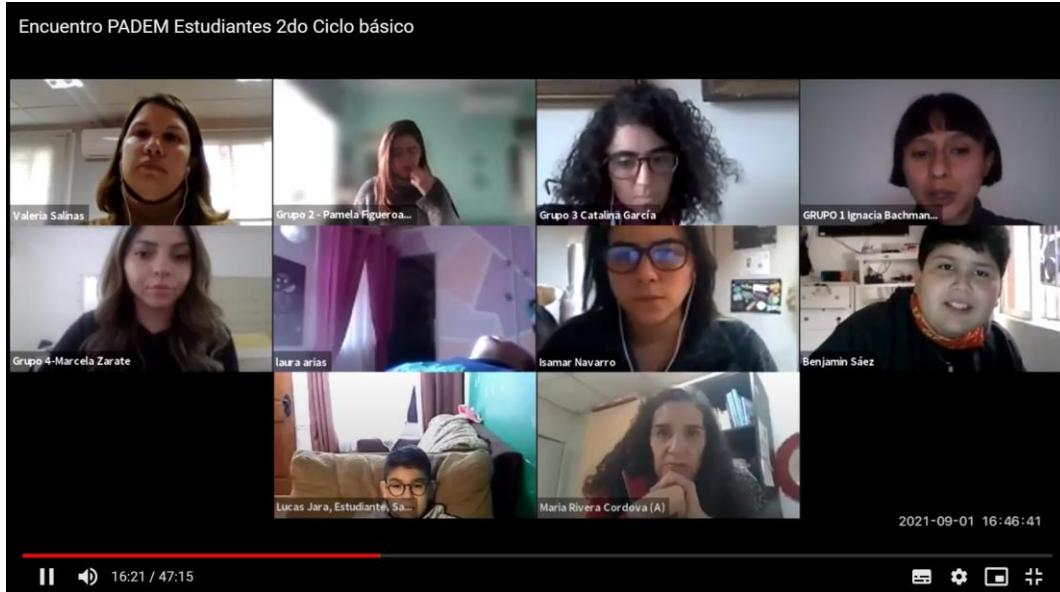 Encuentro PADEM Estudiantes 2do Ciclo básico
Valeria Salinas
Grupo 2 - Pamela Figueroa...
Grupo 3 Catalina García
GRUPO 1 Ignacia Bachman...
Grupo 4-Marcela Zarate
laura arias
Isamar Navarro
Benjamin Sáez
Lucas Jara, Estudiante, Sa...
Maria Rivera Cordova (A)
2021-09-01 16:46:41
16:21 / 47:15